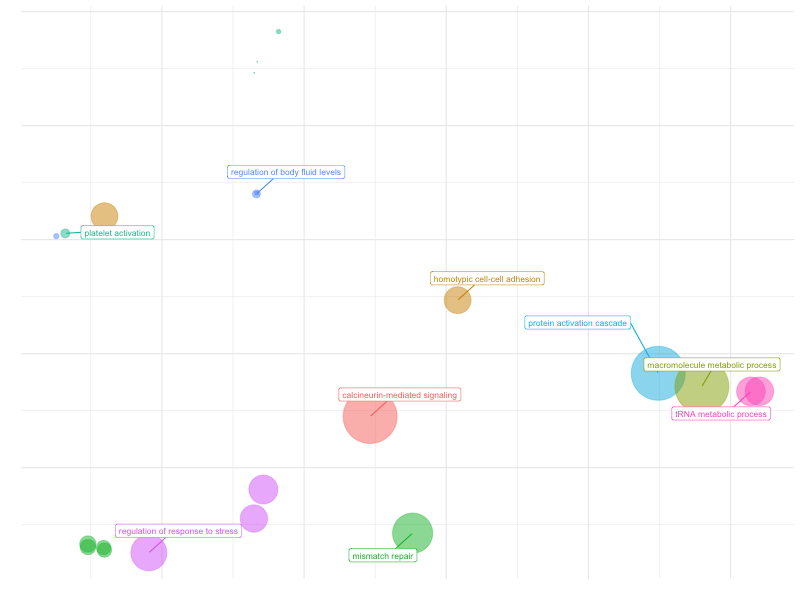 regulation of body fluid levels
platelet activation
homotypic cell-cell adhesion
protein activation cascade
macromolecule metabolic process
calcineurin-mediated signaling
tRNA metabolic process
regulation of response to stress
mismatch repair